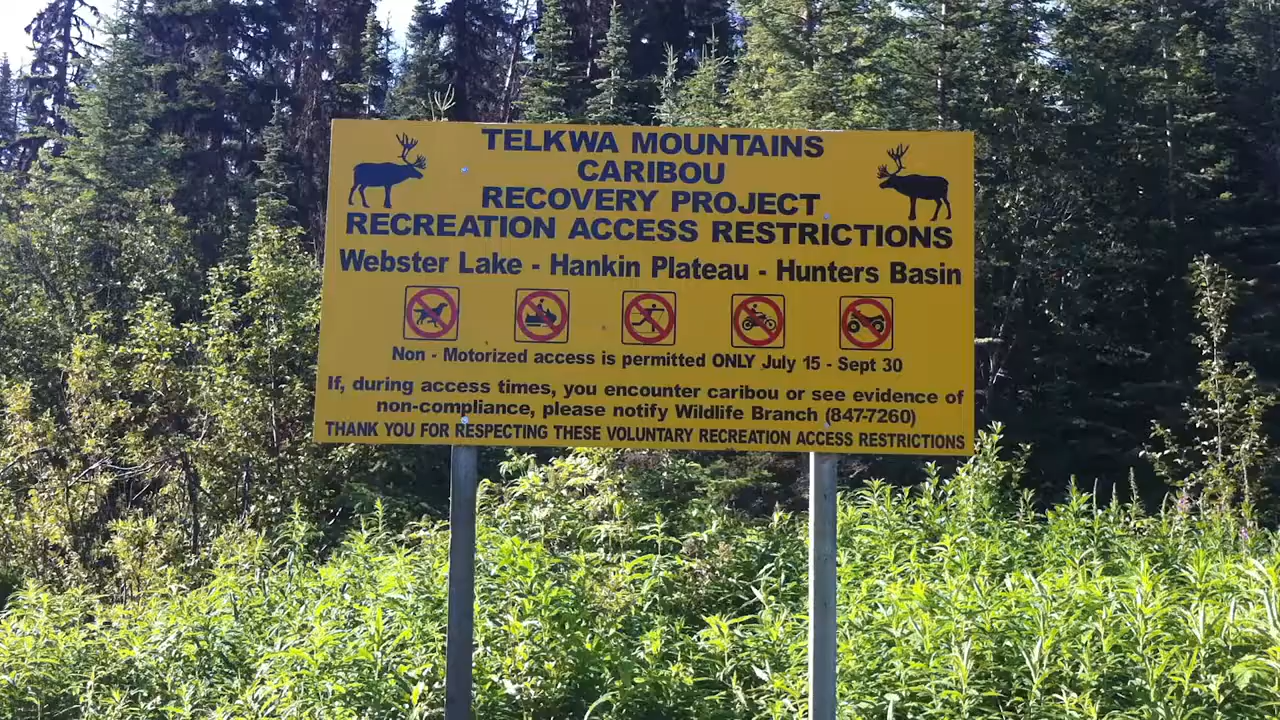 TELKWA MOUNTAINS
CARIBOU
RECOVERY PROJECT
RECREATION ACCESS RESTRICTIONS
Webster Lake - Hankin Plateau - Hunters Basin
Non - Motorized access is permitted ONLY July 15 - Sept 30
If, during access times, you encounter caribou or see evidence of
non-compliance, please notify Wildlife Branch (847-7260)
THANK YOU FOR RESPECTING THESE VOLUNTARY RECREATION ACCESS RESTRICTIONS